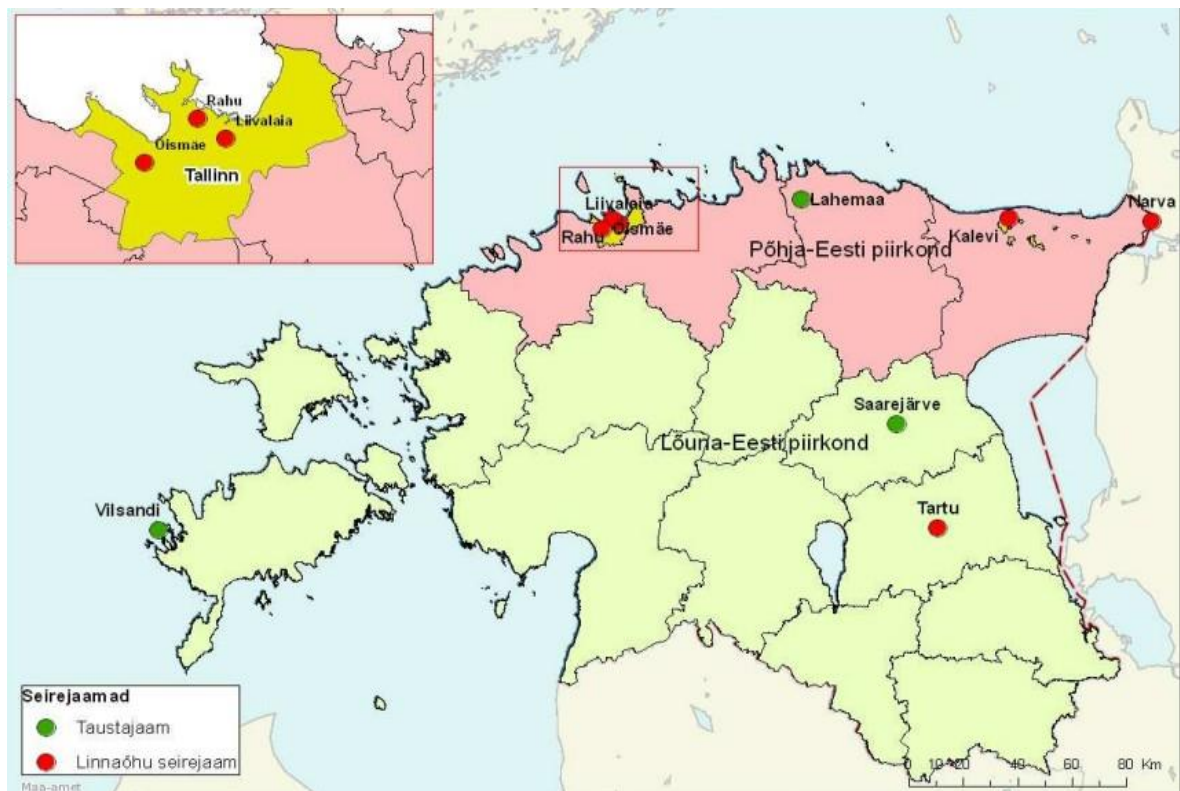 Rahu
Liivalaia
Õismäe
Tallinn
Liivalaia
Rahu
Õismäe
Lahemaa
Narva
Kalevi
Põhja-Eesti piirkond
Saarejärve
Lõuna-Eesti piirkond
Vilsandi
Tartu
Seirejaamad
Taustajaam
Linnaõhu seirejaam
0 10 20 40 60 80 Km
Maa-amet